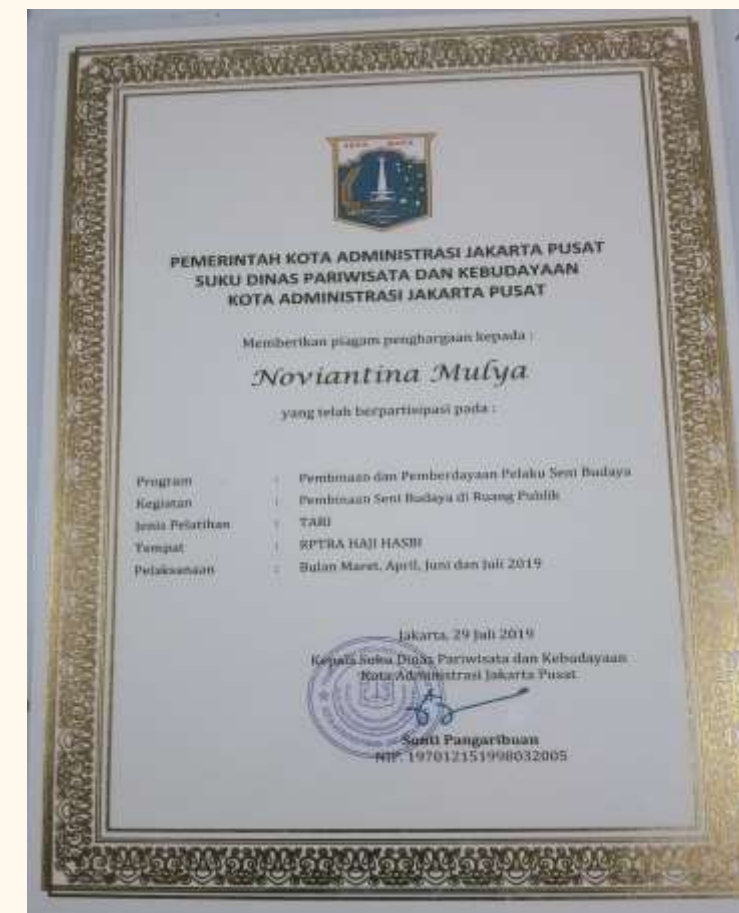 JAYA RAYA
PEMERINTAH KOTA ADMINISTRASI JAKARTA PUSAT
SUKU DINAS PARIWISATA DAN KEBUDAYAAN
KOTA ADMINISTRASI JAKARTA PUSAT
Memberikan piagam penghargaan kepada :
Noviantina Mulya
yang telah berpartisipasi pada :
Program : Pembinaan dan Pemberdayaan Pelaku Seni Budaya
Kegiatan : Pembinaan Seni Budaya di Ruang Publik
Jenis Pelatihan : TARI
Tempat : RPTRA HAJI HASBI
Pelaksanaan : Bulan Maret, April, Juni dan Juli 2019
Jakarta, 29 Juli 2019
Kepala Suku Dinas Pariwisata dan Kebudayaan
Kota Administrasi Jakarta Pusat
Pangaribuan
NIP. 197012151998032005